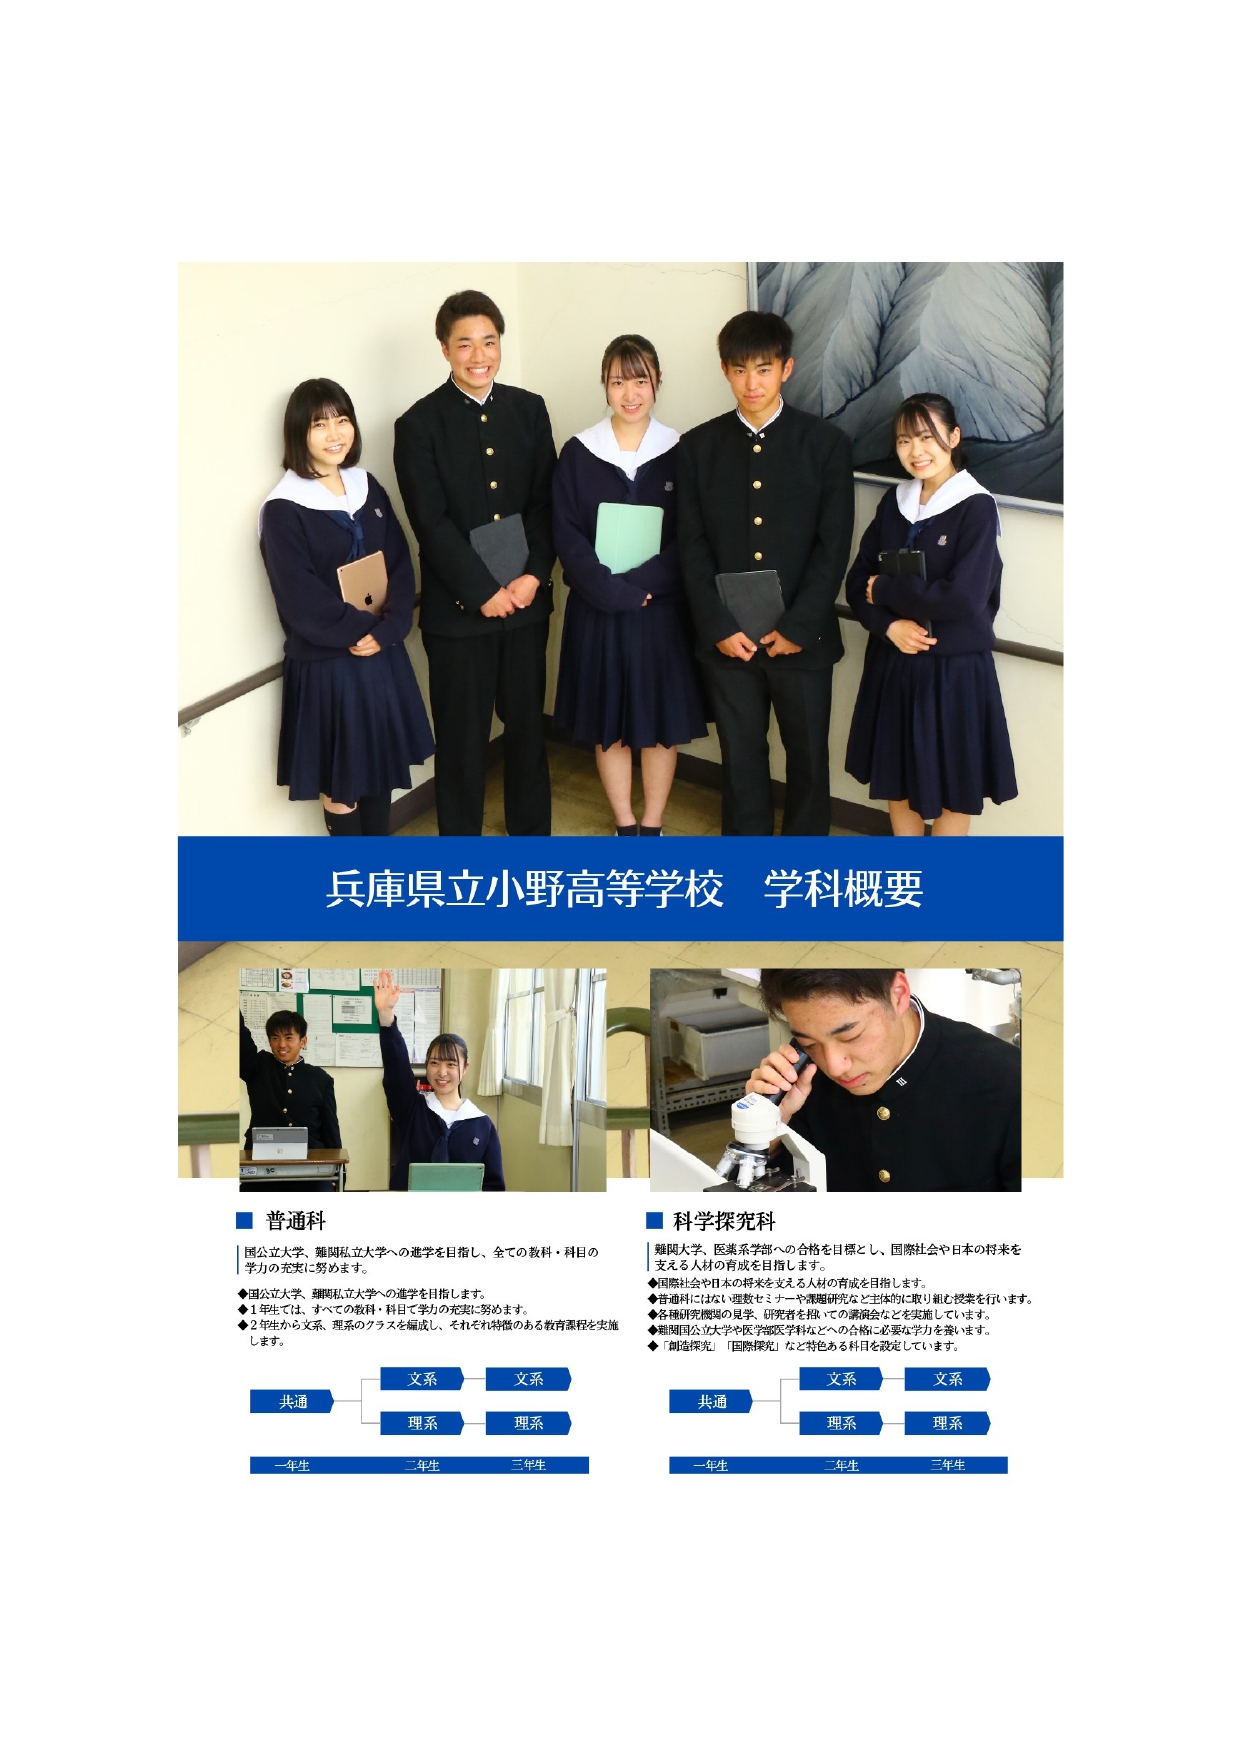 兵庫県立小野高等学校　学科概要
■ 普通科
国公立大学、難関私立大学への進学を目指し、全ての教科・科目の
学力の充実に努めます。
◆国公立大学、難関私立大学への進学を目指します。
◆１年生では、すべての教科・科目で学力の充実に努めます。
◆２年生から文系、理系のクラスを編成し、それぞれ特徴のある教育課程を実施
します。
文系 文系
共通
理系 理系
一年生 二年生 三年生
■ 科学探究科
難関大学、医薬系学部への合格を目標とし、国際社会や日本の将来を
支える人材の育成を目指します。
◆国際社会や日本の将来を支える人材の育成を目指します。
◆普通科にはない理数セミナーや課題研究など主体的に取り組む授業を行います。
◆各種研究機関の見学、研究者を招いての講演会などを実施しています。
◆難関国公立大学や医学部医学科などへの合格に必要な学力を養います。
◆「創造探究」「国際探究」など特色ある科目を設定しています。
文系 文系
共通
理系 理系
一年生 二年生 三年生